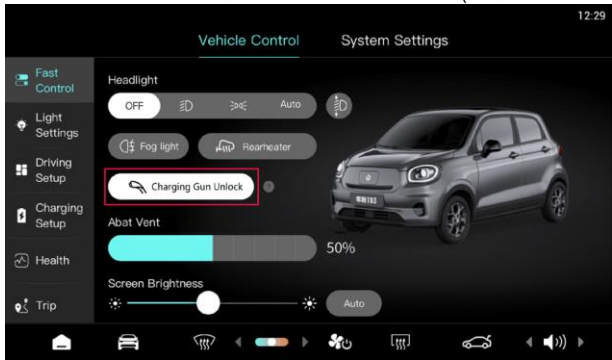 12:29
Vehicle Control
System Settings
Fast
Control
Headlight
OFF
Auto
Light
Settings
Fog light
Rearheater
Driving
Setup
Charging Gun Unlock
Charging
Setup
Abat Vent
50%
Health
Screen Brightness
Auto
Trip